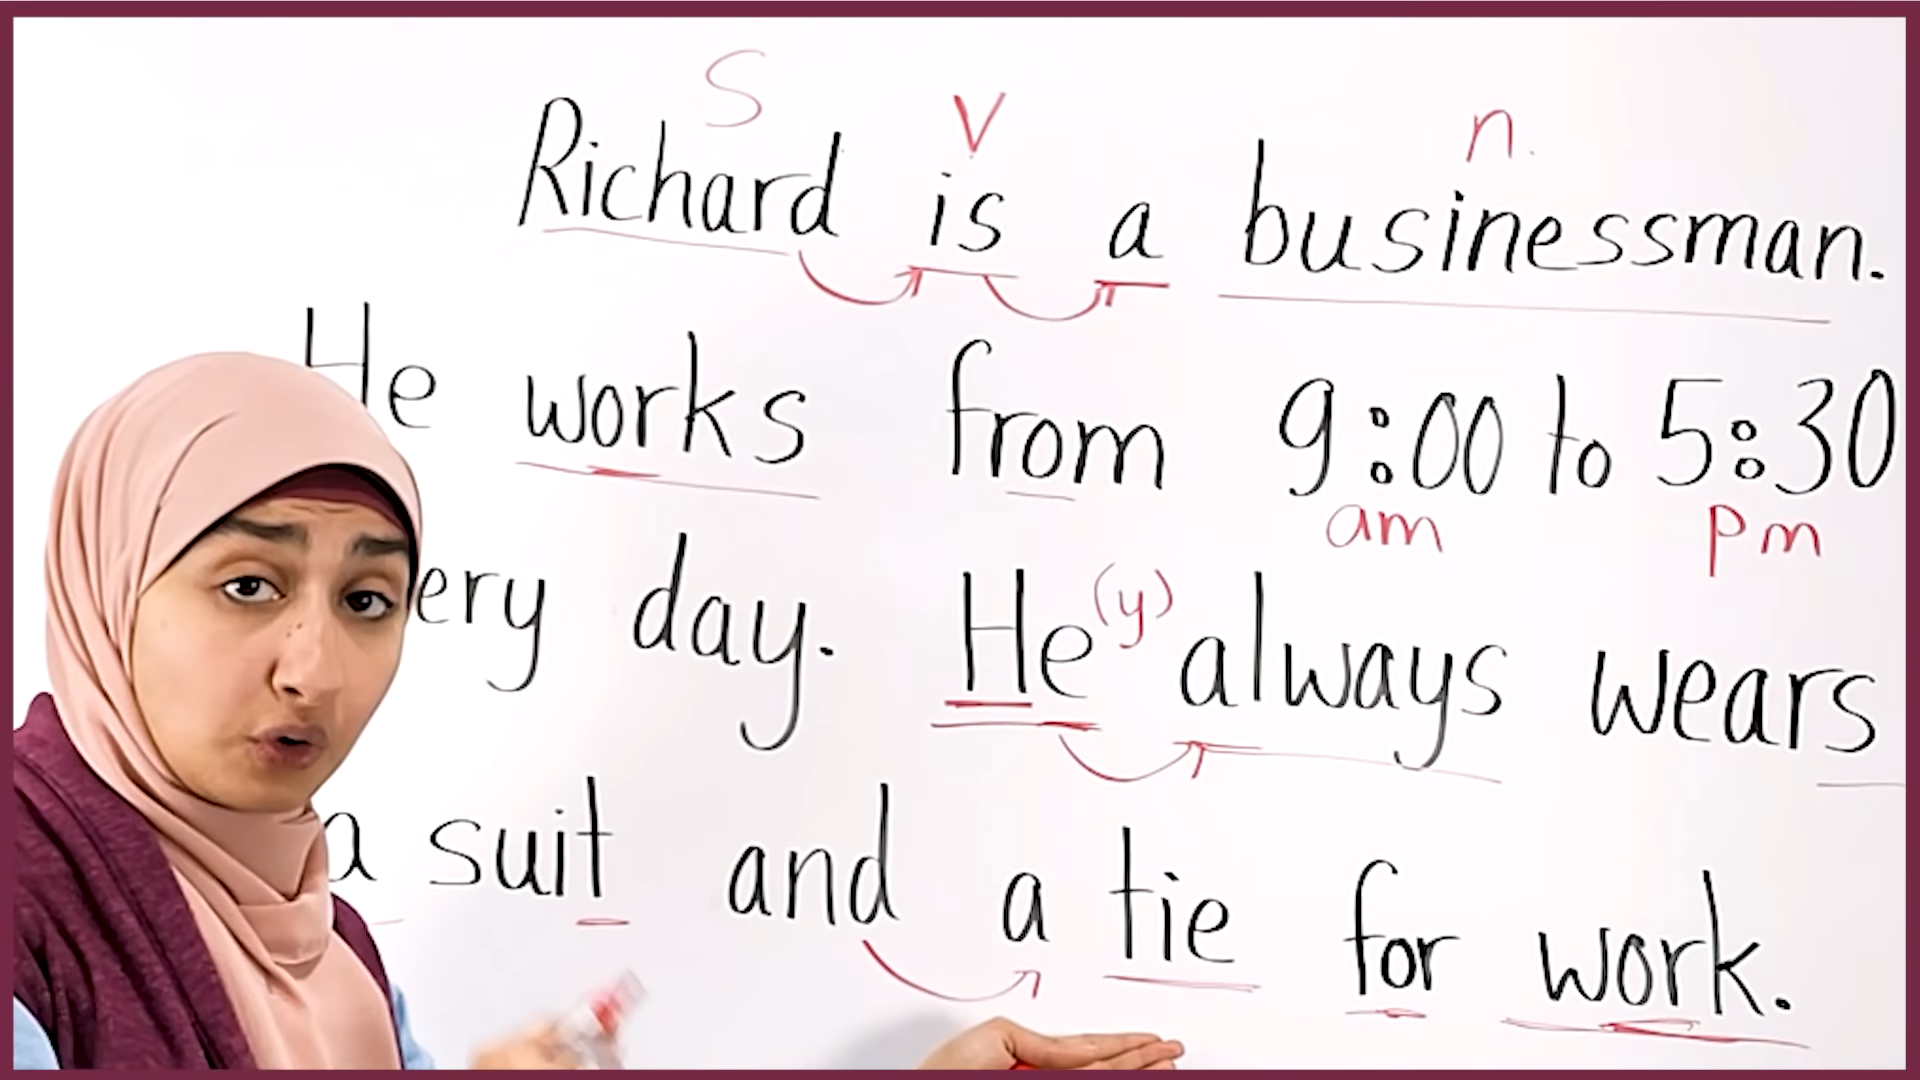 S V n.
Richard is a businessman.
He works from 9:00 to 5:30
am pm
ery day. He (y) always wears
a suit and a tie for work.